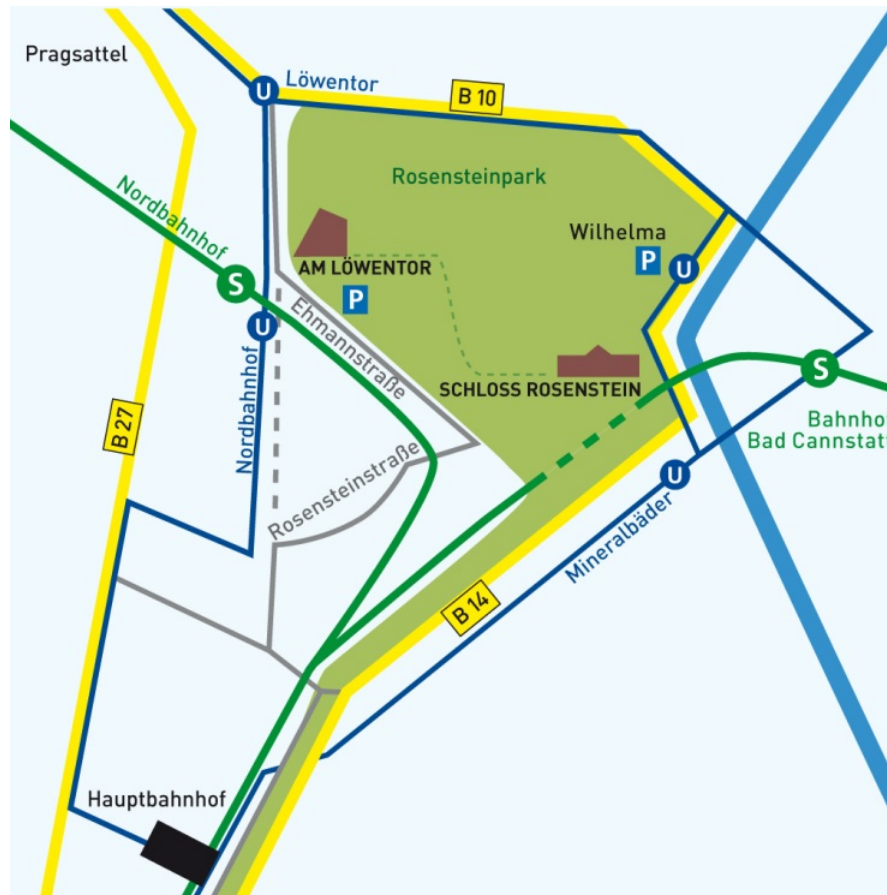 Pragsattel
U
Löwentor
B 10
Rosensteinpark
Nordbahnhof
Wilhelma
P
U
AM LÖWENTOR
S
P
Ehmannstraße
U
Nordbahnhof
SCHLOSS ROSENSTEIN
S
B 27
Bahnhof
Bad Cannstatt
Rosensteinstraße
U
Mineralbäder
B 14
Hauptbahnhof